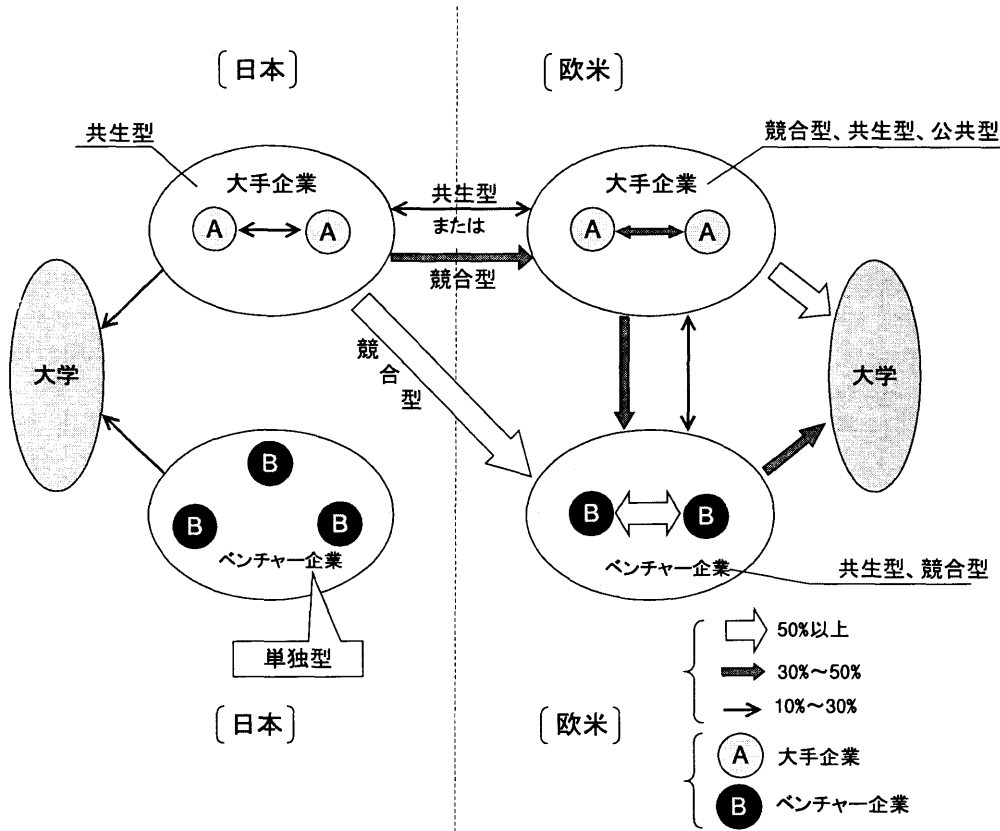 〔日本〕
〔欧米〕
共生型
競合型、共生型、公共型
大手企業
A
A
共生型
または
競合型
大手企業
A
A
大学
競合型
大学
B
B
B
ベンチャー企業
単独型
B
B
ベンチャー企業
共生型、競合型
50%以上
30%～50%
10%～30%
A 大手企業
B ベンチャー企業
〔日本〕
〔欧米〕